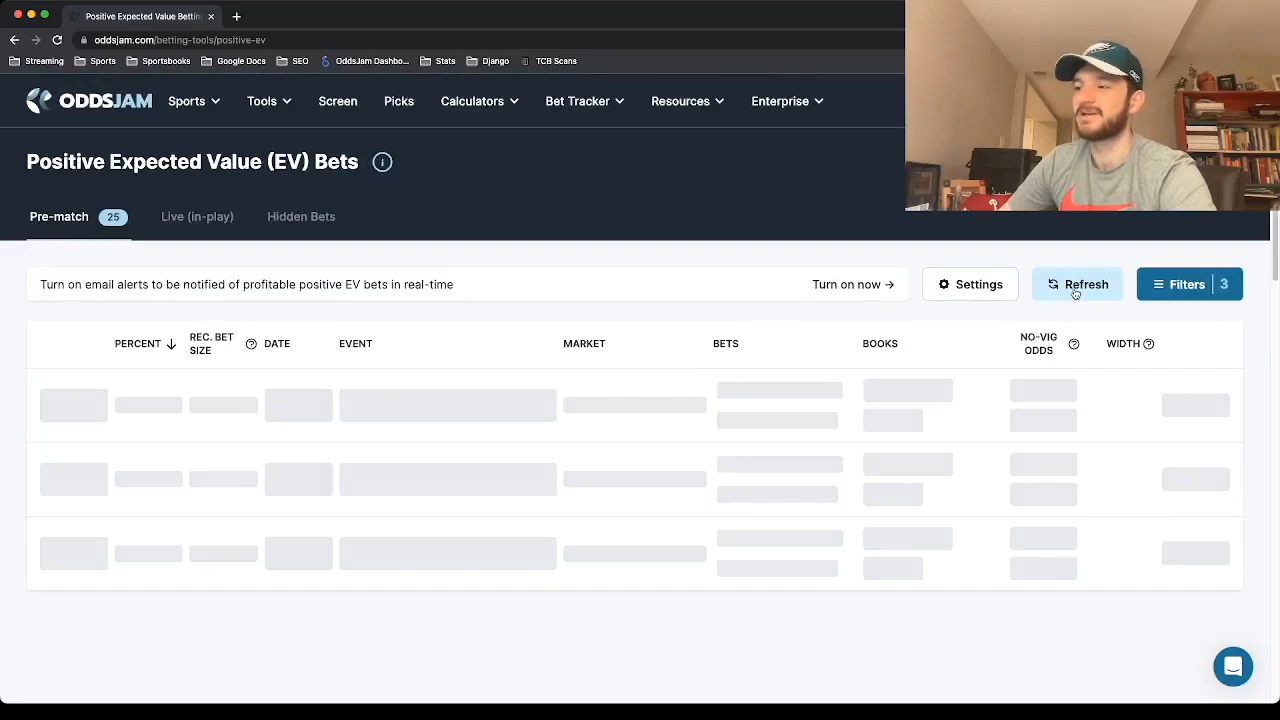 Positive Expected Value Betting
oddsjam.com/betting-tools/positive-ev
Streaming Sports Sportsbooks Google Docs SEO OddsJam Dashbo... Stats Django TCB Scans
ODDSJAM Sports Tools Screen Picks Calculators Bet Tracker Resources Enterprise
Positive Expected Value (EV) Bets
Pre-match 25 Live (in-play) Hidden Bets
Turn on email alerts to be notified of profitable positive EV bets in real-time Turn on now → Settings Refresh Filters 3
PERCENT ↓ REC. BET SIZE DATE EVENT MARKET BETS BOOKS NO-VIG ODDS WIDTH